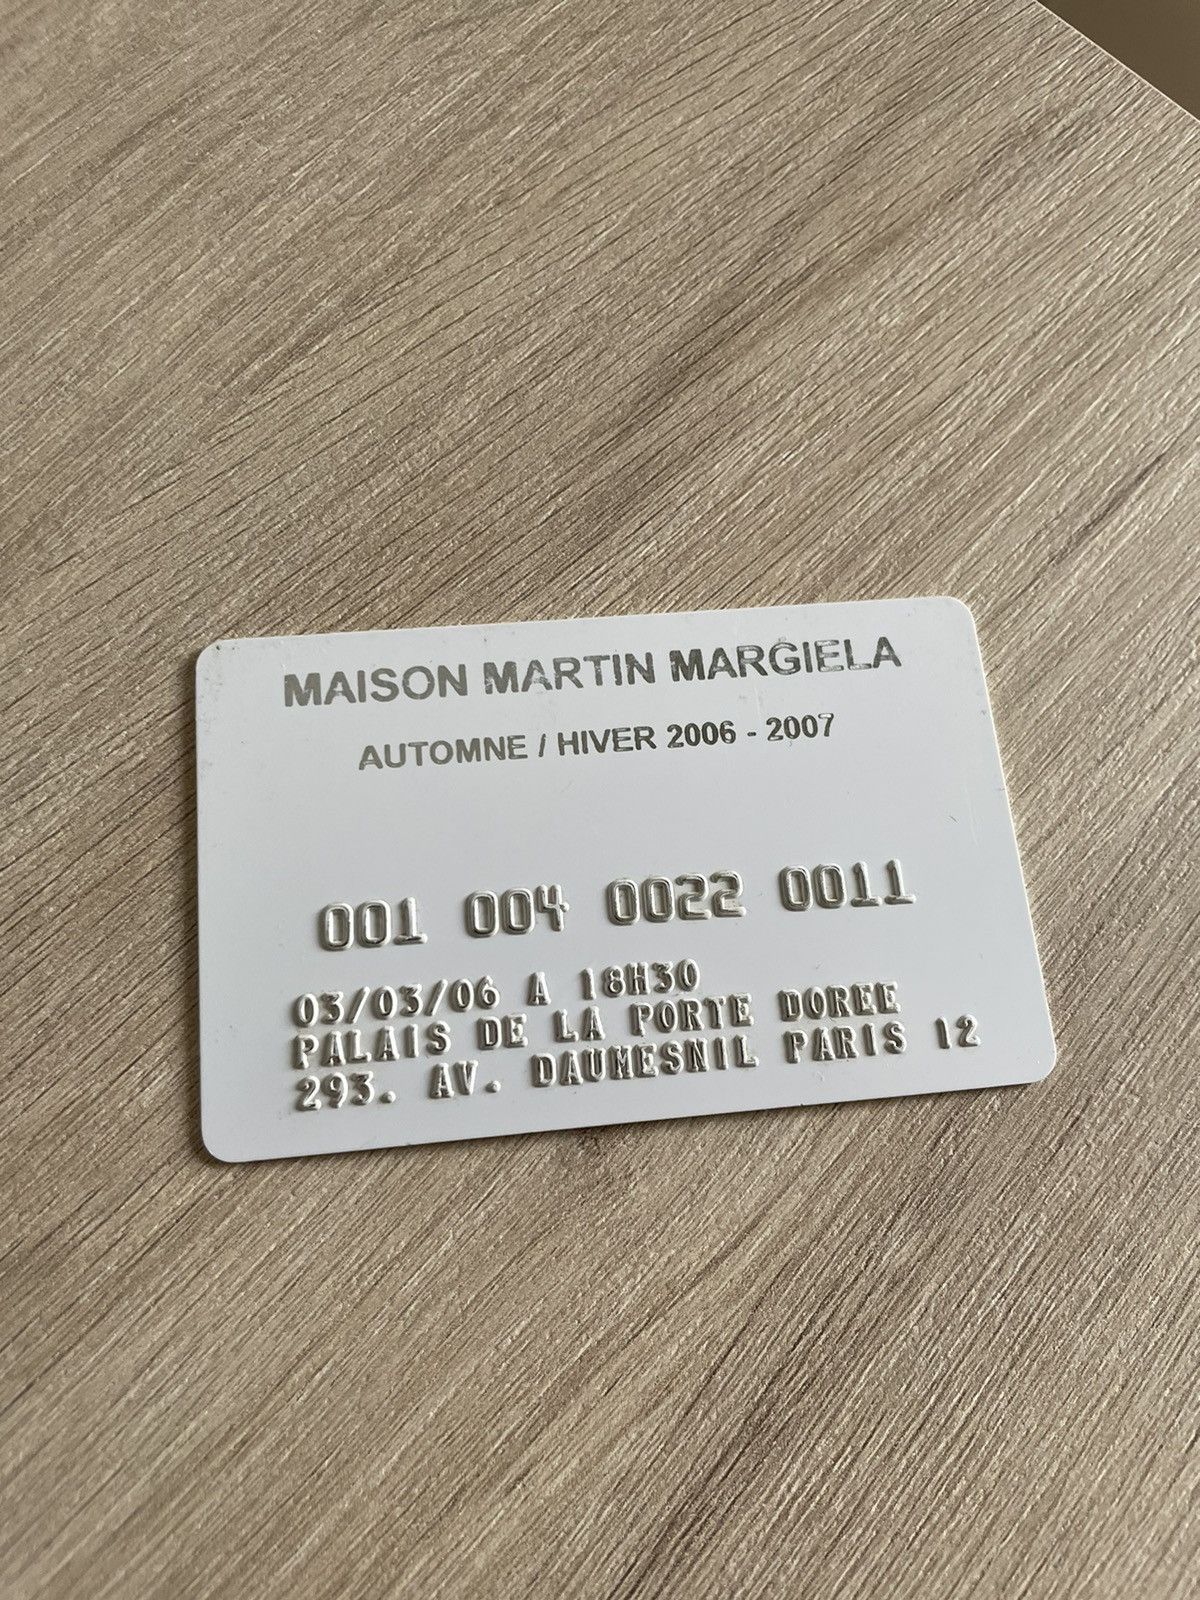 MAISON MARTIN MARGIELA
AUTOMNE / HIVER 2006 - 2007
001 004 0022 0011
03/03/06 A 18H30
PALAIS DE LA PORTE DOREE
293. AV. DAUMESNIL PARIS 12